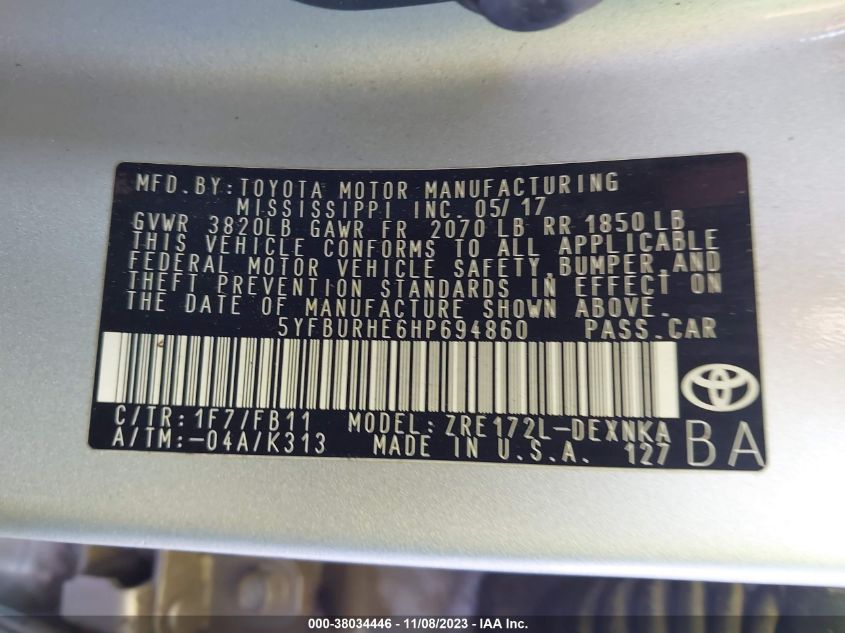 MFD.BY:TOYOTA MOTOR MANUFACTURING
MISSISSIPPI INC. 05/17
GVWR 3820LB GAWR FR 2070 LB RR 1850 LB
THIS VEHICLE CONFORMS TO ALL APPLICABLE
FEDERAL MOTOR VEHICLE SAFETY,BUMPER,AND
THEFT PREVENTION STANDARDS IN EFFECT ON
THE DATE OF MANUFACTURE SHOWN ABOVE.
5YFBURHE6HP694860 PASS.CAR
C/TR:1F7/FB11 MODEL:ZRE172L-DEXNKA
A/TM:-04A/K313 MADE IN U.S.A. 127 BA
000-38034446 - 11/08/2023 - IAA Inc.